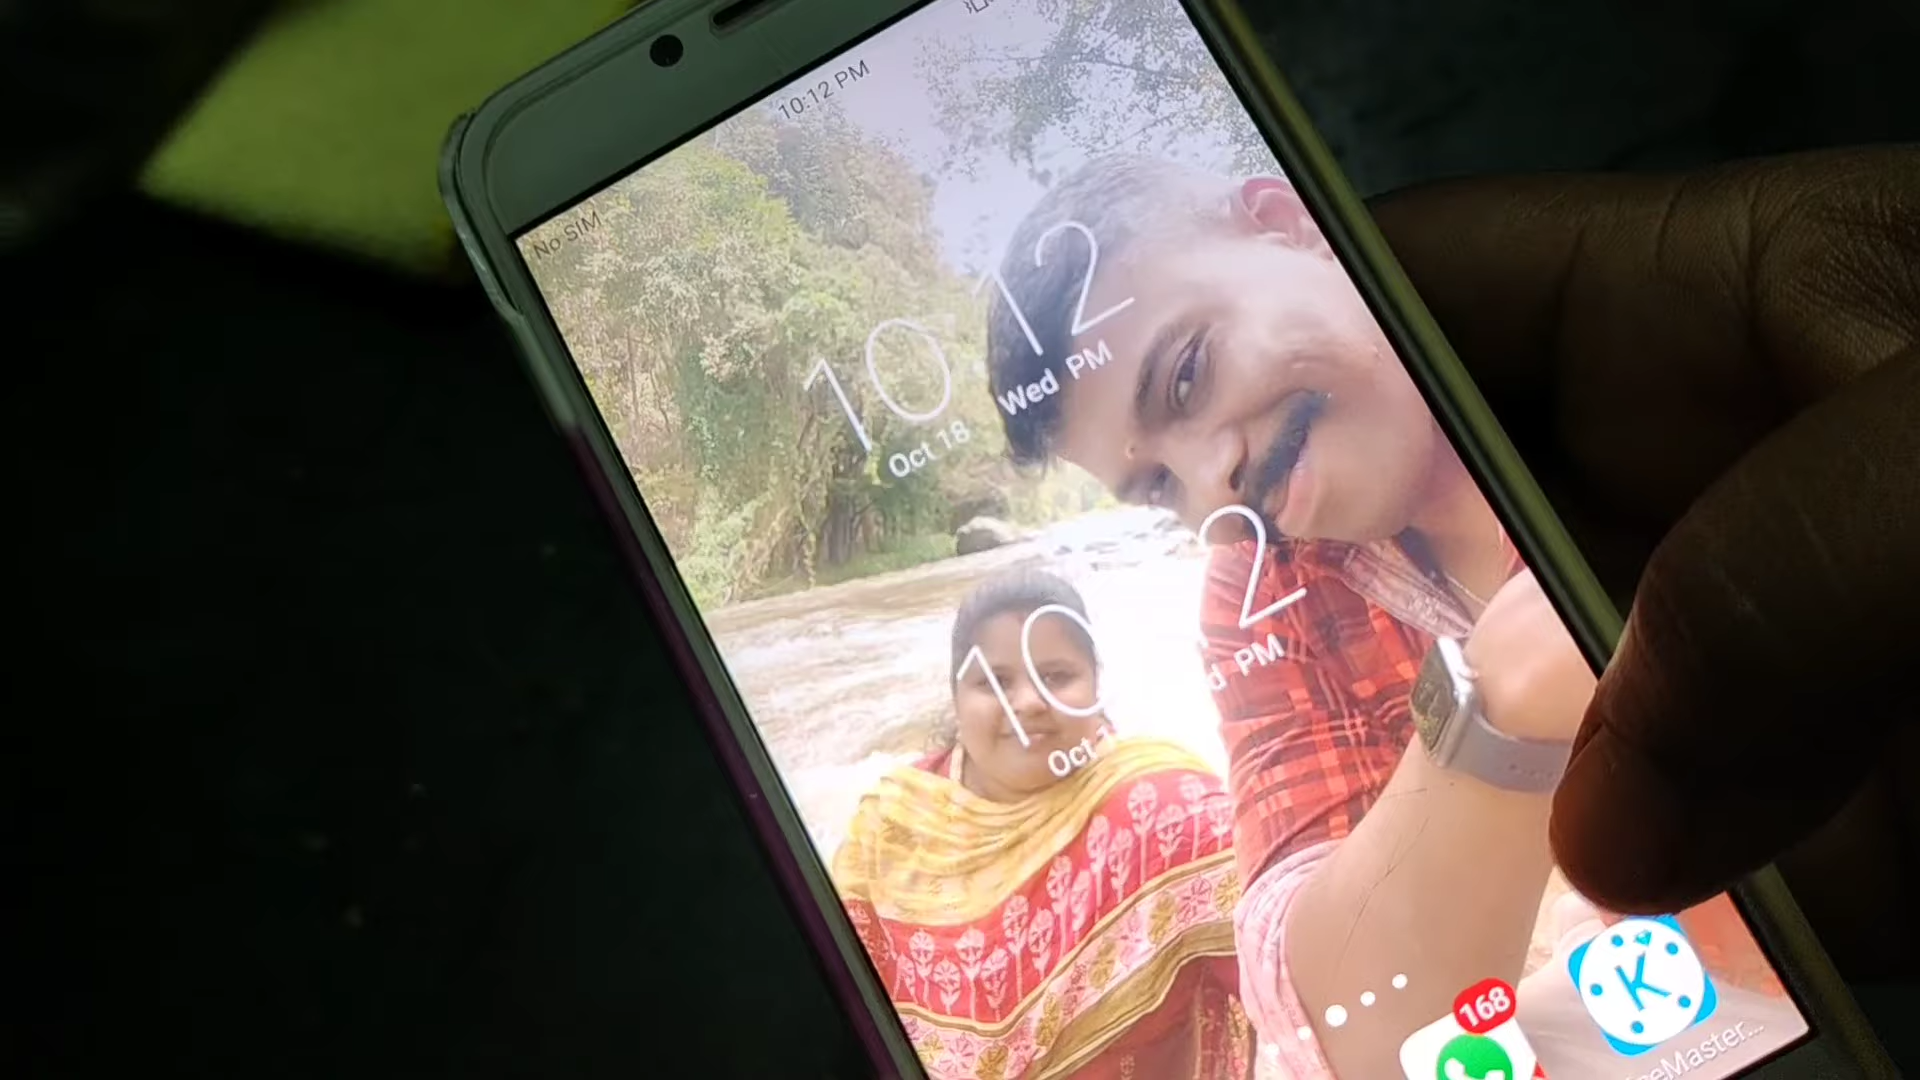 10:12 PM
No SIM
10 12
Oct 18 Wed PM
10 2
Oct PM
168
K